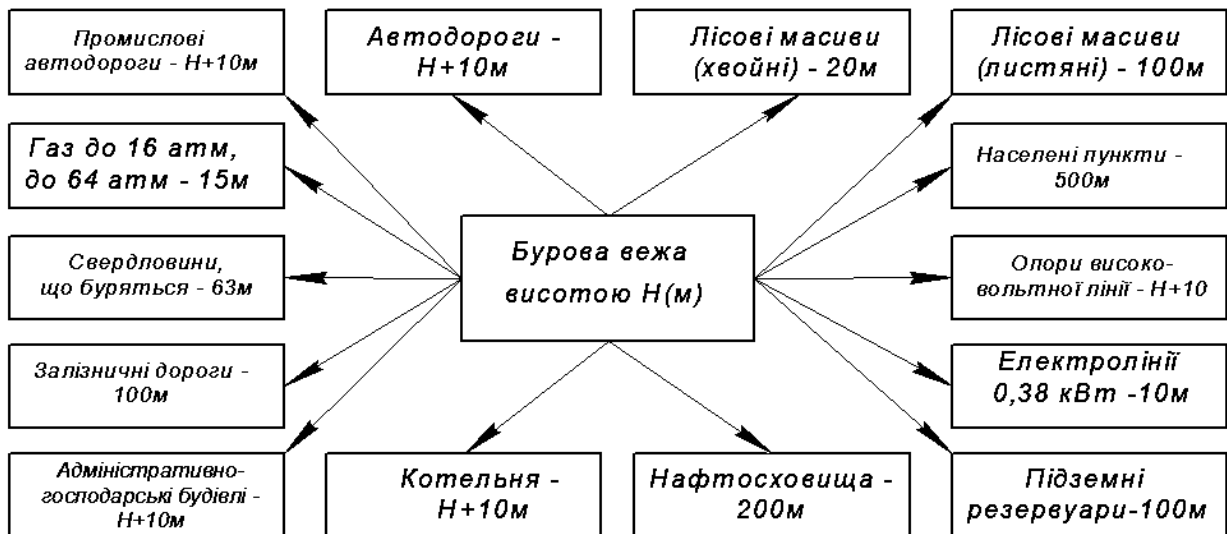 Промислові
автодороги - Н+10м
Автодороги -
Н+10м
Лісові масиви
(хвойні) - 20м
Лісові масиви
(листяні) - 100м
Газ до 16 атм,
до 64 атм - 15м
Населені пункти -
500м
Бурова вежа
висотою Н(м)
Свердловини,
що буряться - 63м
Опори високо-
вольтної лінії - Н+10
Залізничні дороги -
100м
Електролінії
0,38 кВт -10м
Адміністративно-
господарські будівлі -
Н+10м
Котельня -
Н+10м
Нафтосховища -
200м
Підземні
резервуари-100м